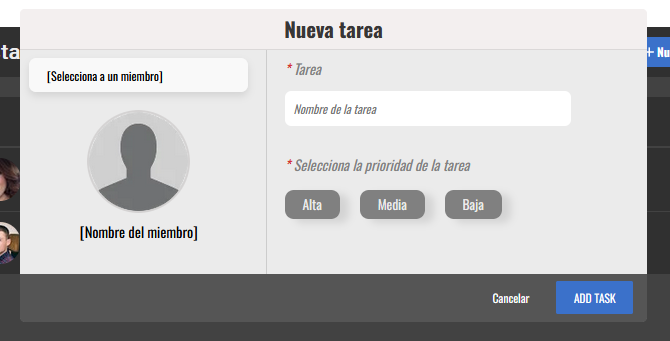 Nueva tarea
ta
+ Nu
[Selecciona a un miembro]
* Tarea
Nombre de la tarea
* Selecciona la prioridad de la tarea
Alta Media Baja
[Nombre del miembro]
Cancelar ADD TASK